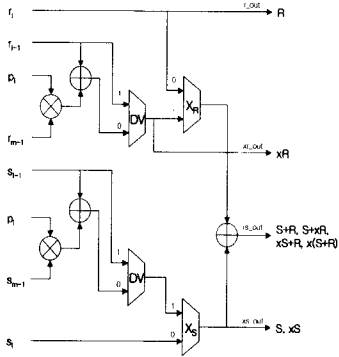 r_i r_out R
r_{i-1}
p_i 1 0
X_R
r_{m-1} 0 DV
xr_out xR
s_{i-1}
p_i 1 rs_out S+R, S+xR,
xS+R, x(S+R)
0 DV
s_{m-1} 1
xs_out S, xS
X_S
s_i 0